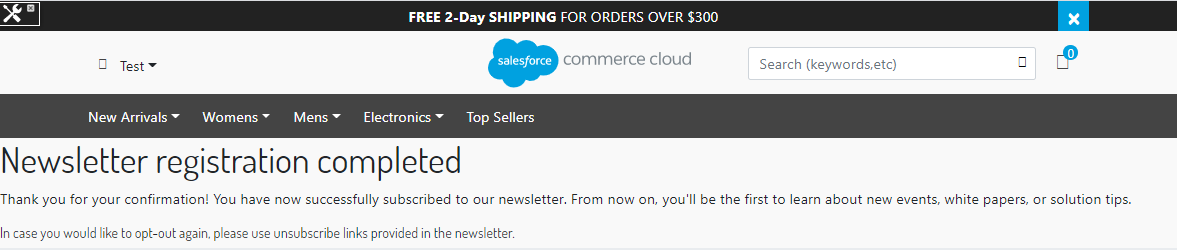 FREE 2-Day SHIPPING FOR ORDERS OVER $300
Test
salesforce commerce cloud
Search (keywords,etc)
0
New Arrivals Womens Mens Electronics Top Sellers
Newsletter registration completed
Thank you for your confirmation! You have now successfully subscribed to our newsletter. From now on, you'll be the first to learn about new events, white papers, or solution tips.
In case you would like to opt-out again, please use unsubscribe links provided in the newsletter.